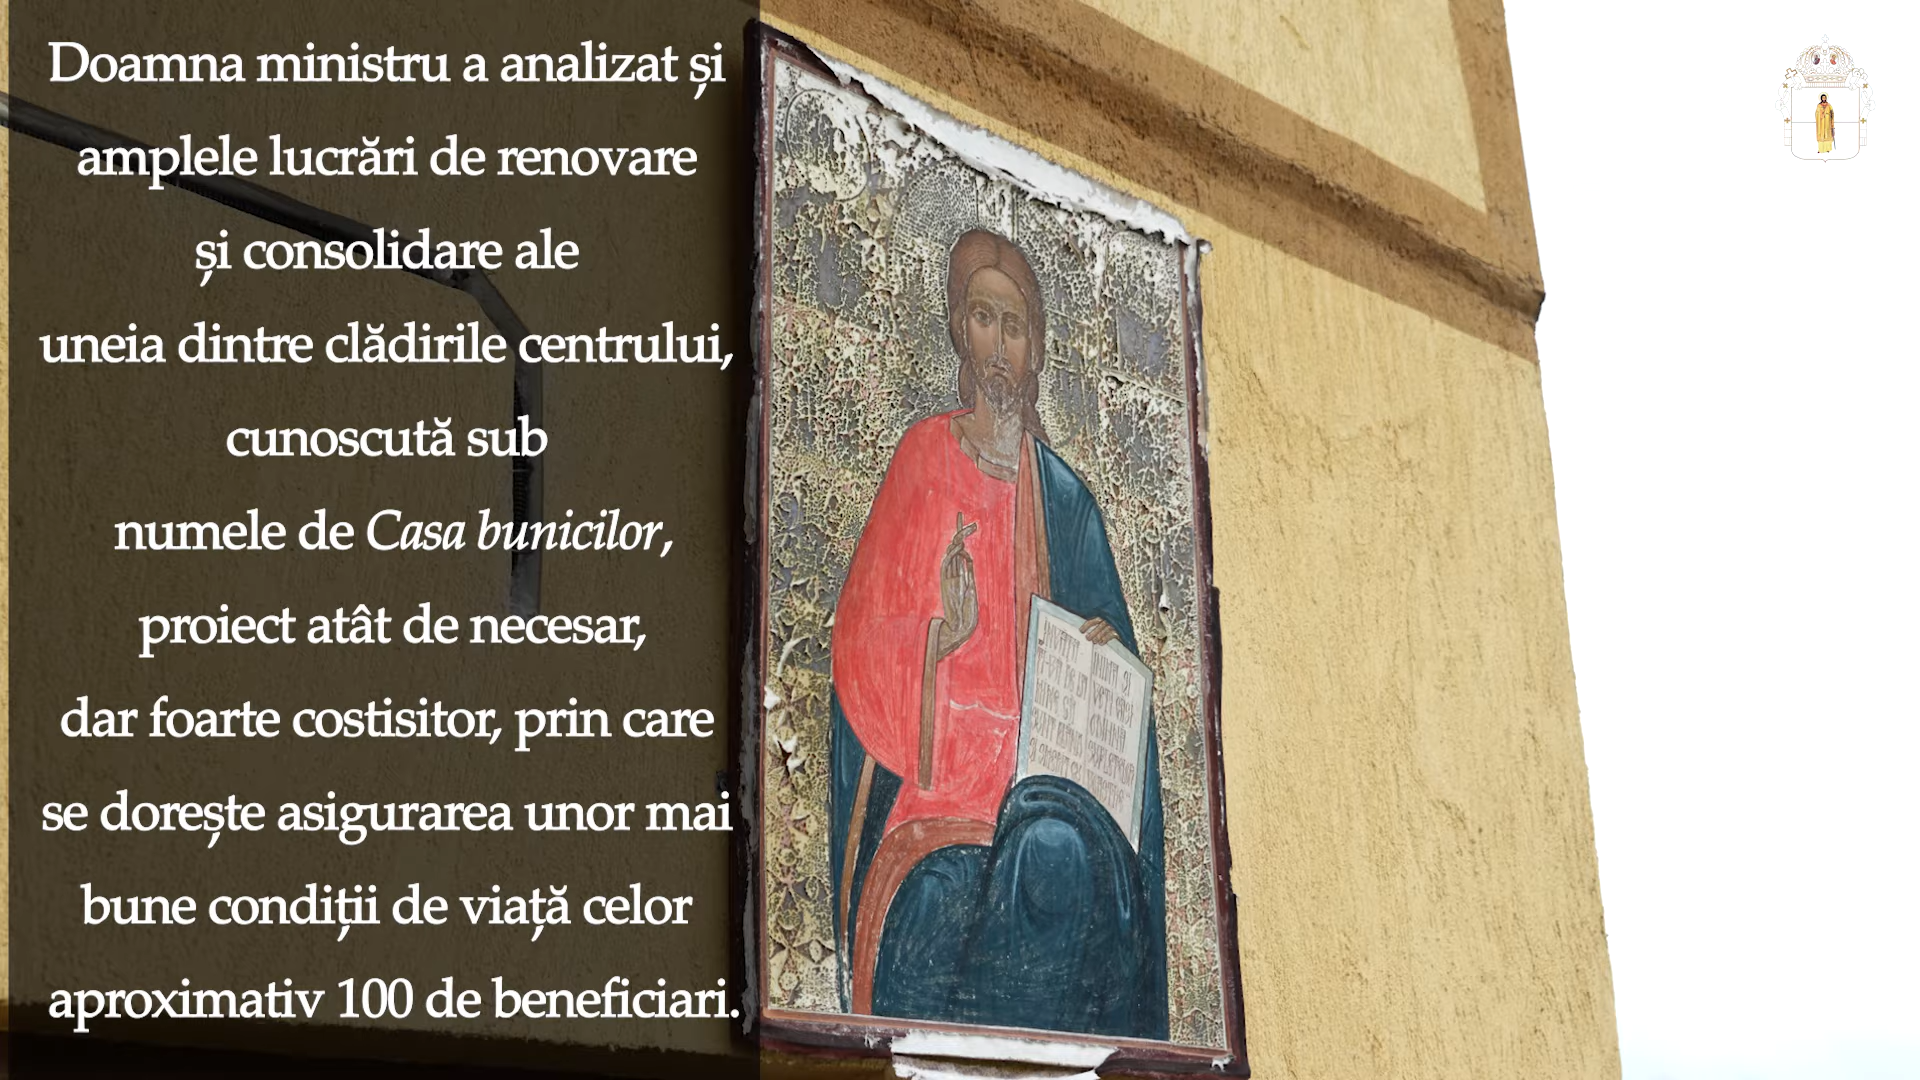 Doamna ministru a analizat și
amplele lucrări de renovare
și consolidare ale
uneia dintre clădirile centrului,
cunoscută sub
numele de Casa bunicilor,
proiect atât de necesar,
dar foarte costisitor, prin care
se dorește asigurarea unor mai
bune condiții de viață celor
aproximativ 100 de beneficiari.